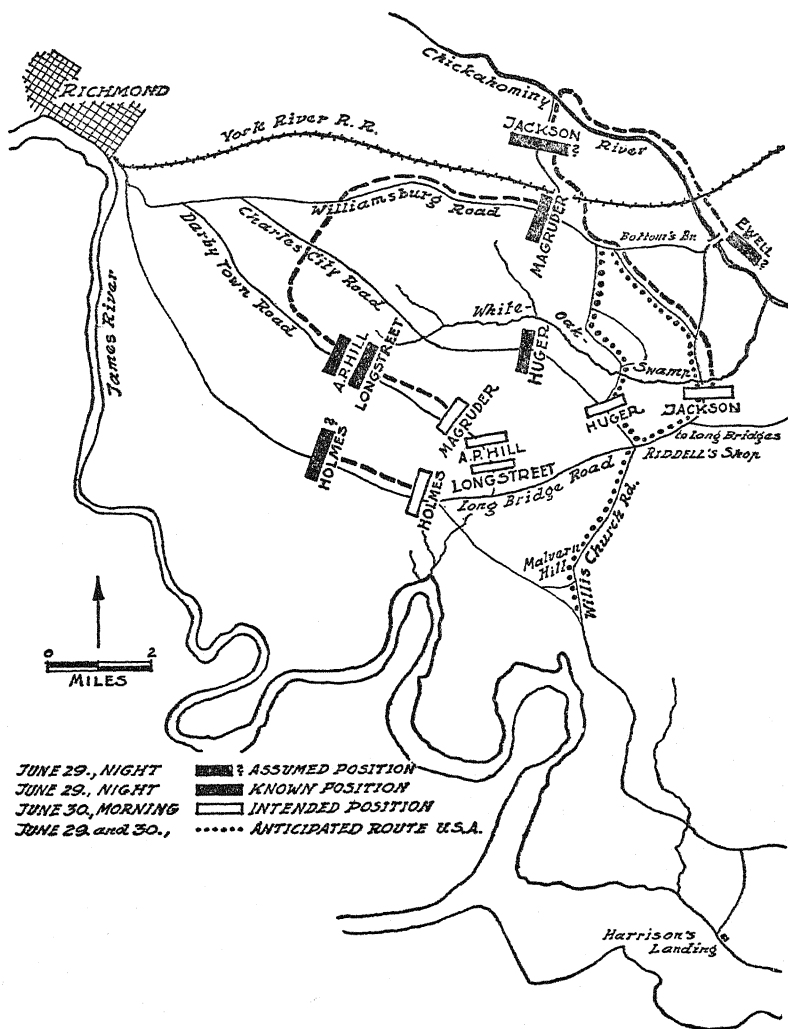 RICHMOND
Chickahominy
River
York River R.R.
JACKSON
?
Williamsburg Road
MAGRUDER
Bottom's Br.
EWELL
?
Darby Town Road
Charles City Road
James River
White-
Oak-
Swamp
A.P. HILL
LONGSTREET
HUGER
MAGRUDER
HUGER
JACKSON
to Long Bridges
RIDDELL'S SHOP
A.P. HILL
LONGSTREET
HOLMES
?
HOLMES
Long Bridge Road
Malvern
Hill
Willis Church Rd.
0 2
MILES
JUNE 29., NIGHT ? ASSUMED POSITION
JUNE 29., NIGHT KNOWN POSITION
JUNE 30., MORNING INTENDED POSITION
JUNE 29. and 30., ANTICIPATED ROUTE U.S.A.
Harrison's
Landing